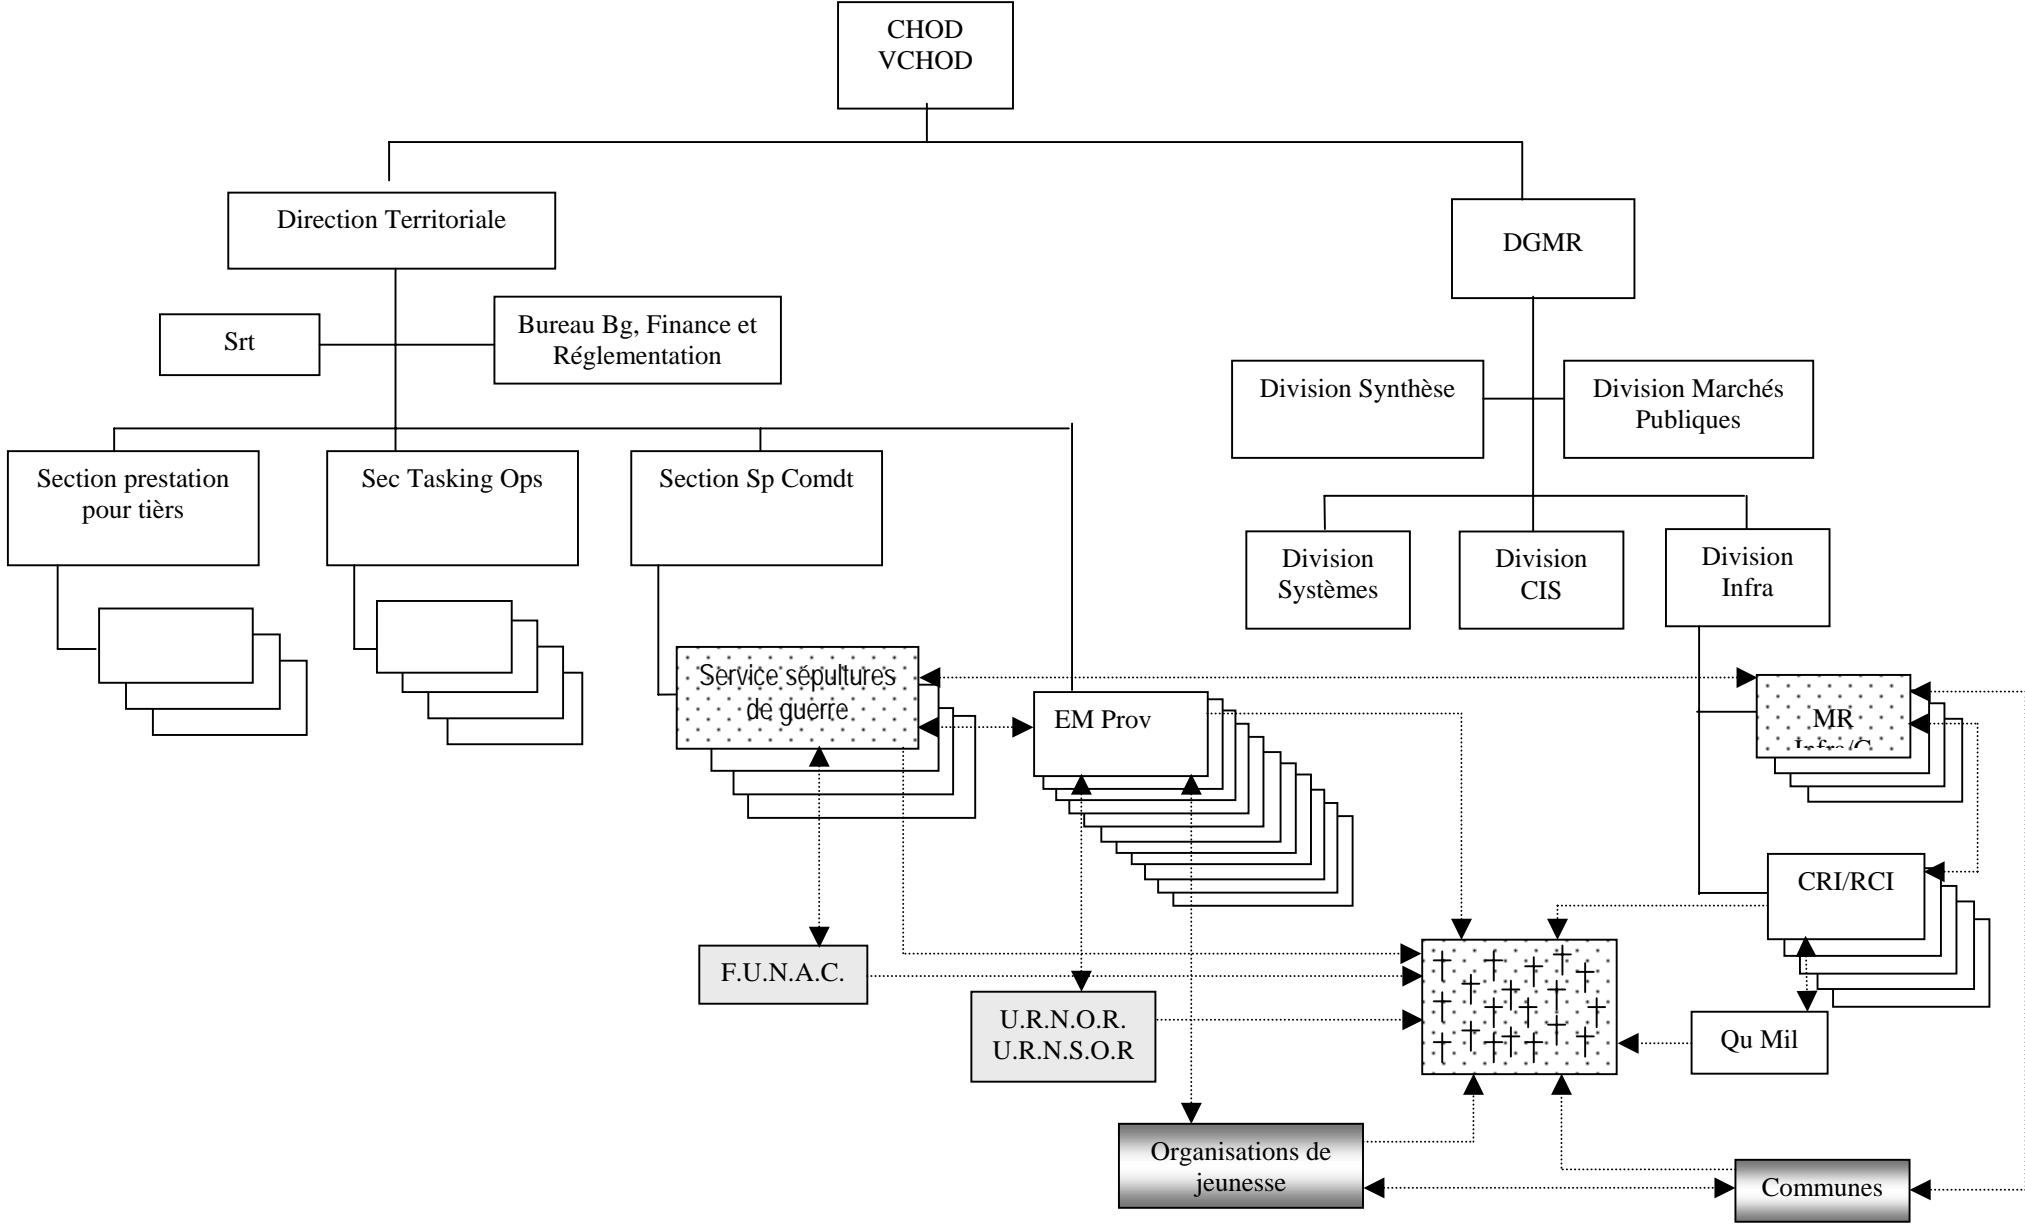 CHOD
VCHOD
Direction Territoriale
DGMR
Srt
Bureau Bg, Finance et
Réglementation
Division Synthèse
Division Marchés
Publiques
Section prestation
pour tièrs
Sec Tasking Ops
Section Sp Comdt
Division
Systèmes
Division
CIS
Division
Infra
Service sépultures
de guerre
EM Prov
MR
Infra/C
CRI/RCI
F.U.N.A.C.
U.R.N.O.R.
U.R.N.S.O.R
Qu Mil
Organisations de
jeunesse
Communes